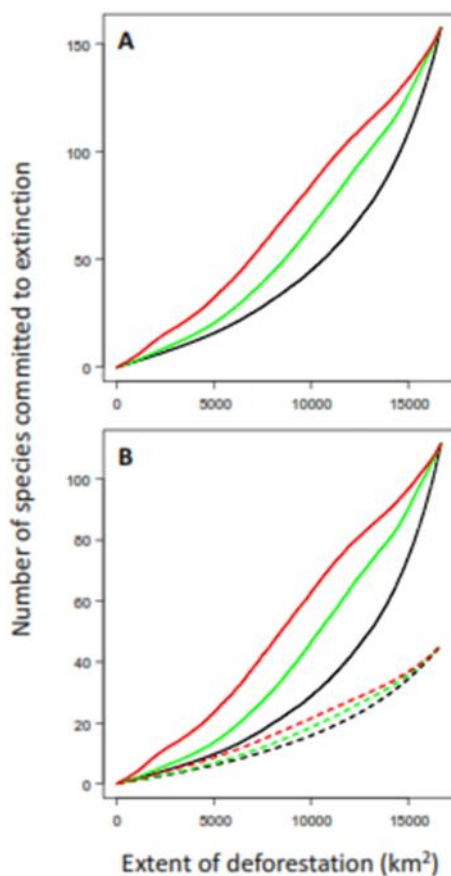 A
150
100
50
0
0 5000 10000 15000
Number of species committed to extinction
B
100
80
60
40
20
0
0 5000 10000 15000
Extent of deforestation (km²)